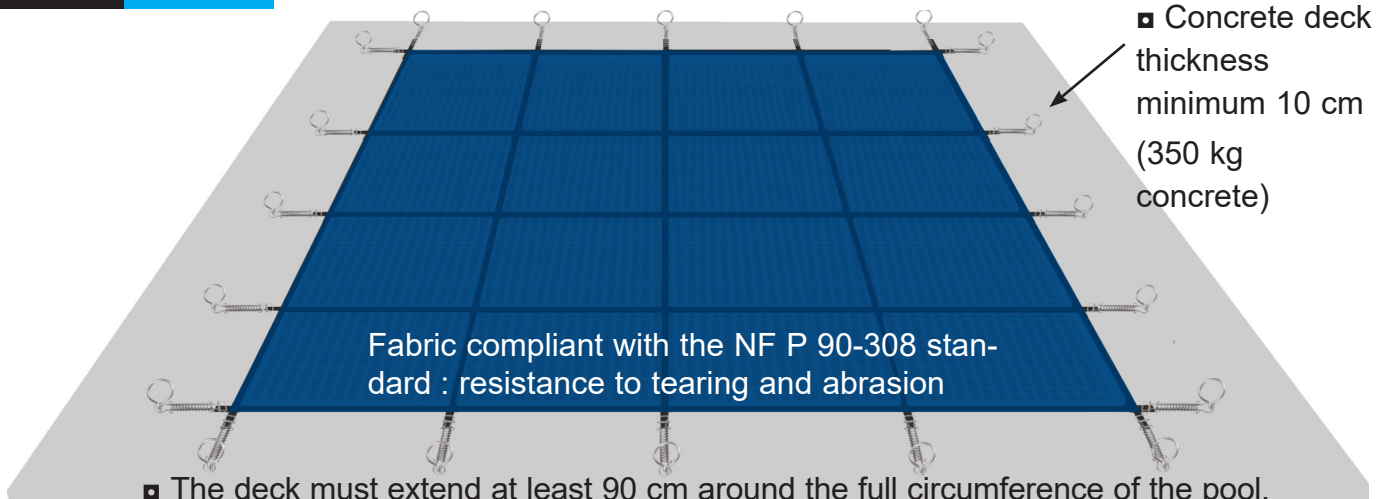 ◘ Concrete deck
thickness
minimum 10 cm
(350 kg
concrete)
Fabric compliant with the NF P 90-308 stan-
dard : resistance to tearing and abrasion
◘ The deck must extend at least 90 cm around the full circumference of the pool.